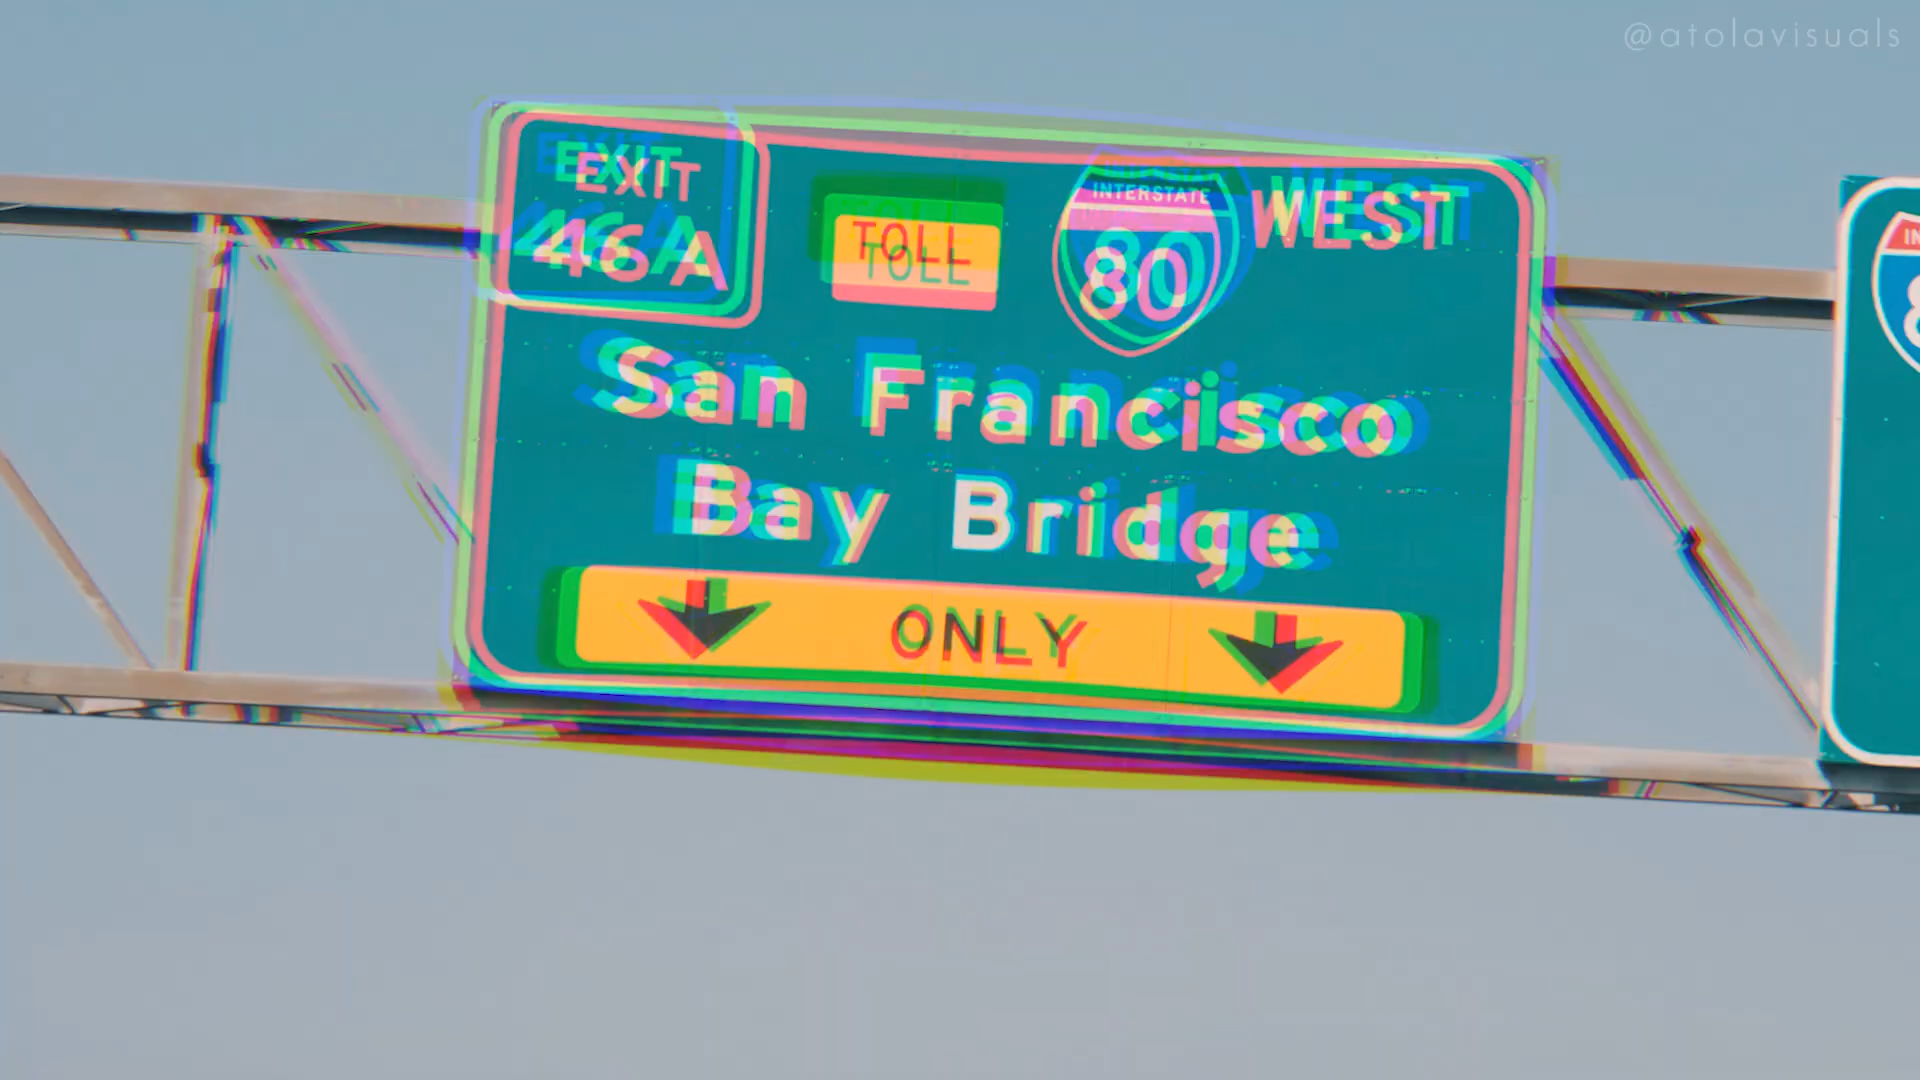 @atolavisuals
EXIT
46A
TOLL
INTERSTATE
80
WEST
San Francisco
Bay Bridge
ONLY